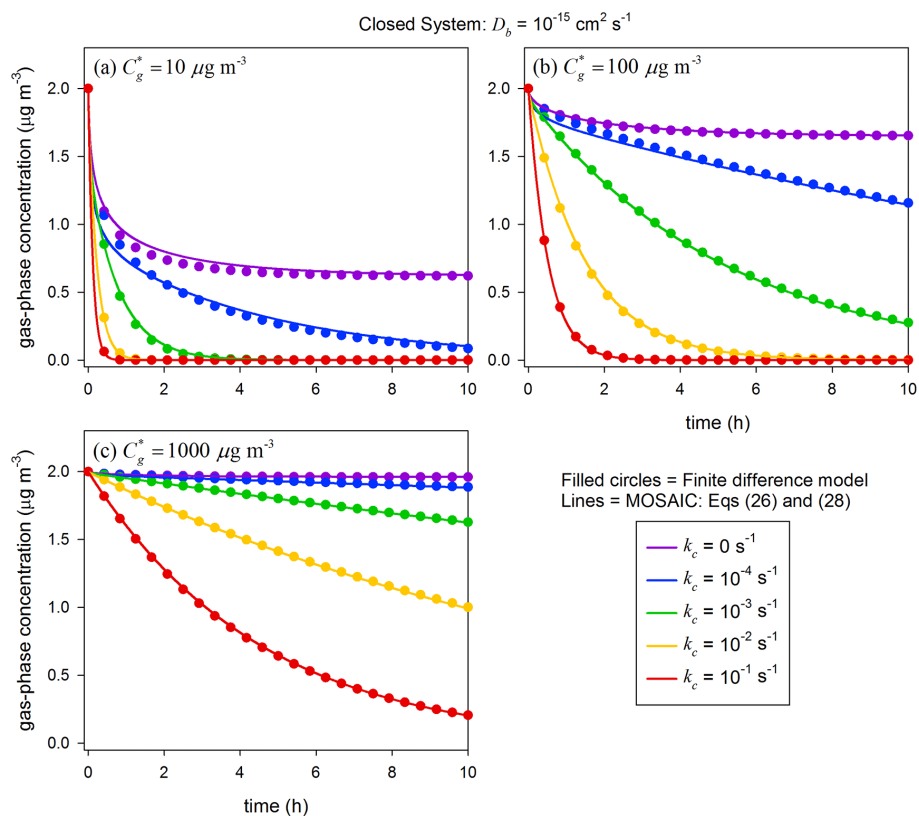 Closed System: D_b = 10^-15 cm² s^-1
(a) C_g^* = 10 μg m^-3
gas-phase concentration (μg m^-3)
2.0
1.5
1.0
0.5
0.0
0 2 4 6 8 10
(b) C_g^* = 100 μg m^-3
2.0
1.5
1.0
0.5
0.0
0 2 4 6 8 10
time (h)
(c) C_g^* = 1000 μg m^-3
gas-phase concentration (μg m^-3)
2.0
1.5
1.0
0.5
0.0
0 2 4 6 8 10
time (h)
Filled circles = Finite difference model
Lines = MOSAIC: Eqs (26) and (28)
k_c = 0 s^-1
k_c = 10^-4 s^-1
k_c = 10^-3 s^-1
k_c = 10^-2 s^-1
k_c = 10^-1 s^-1